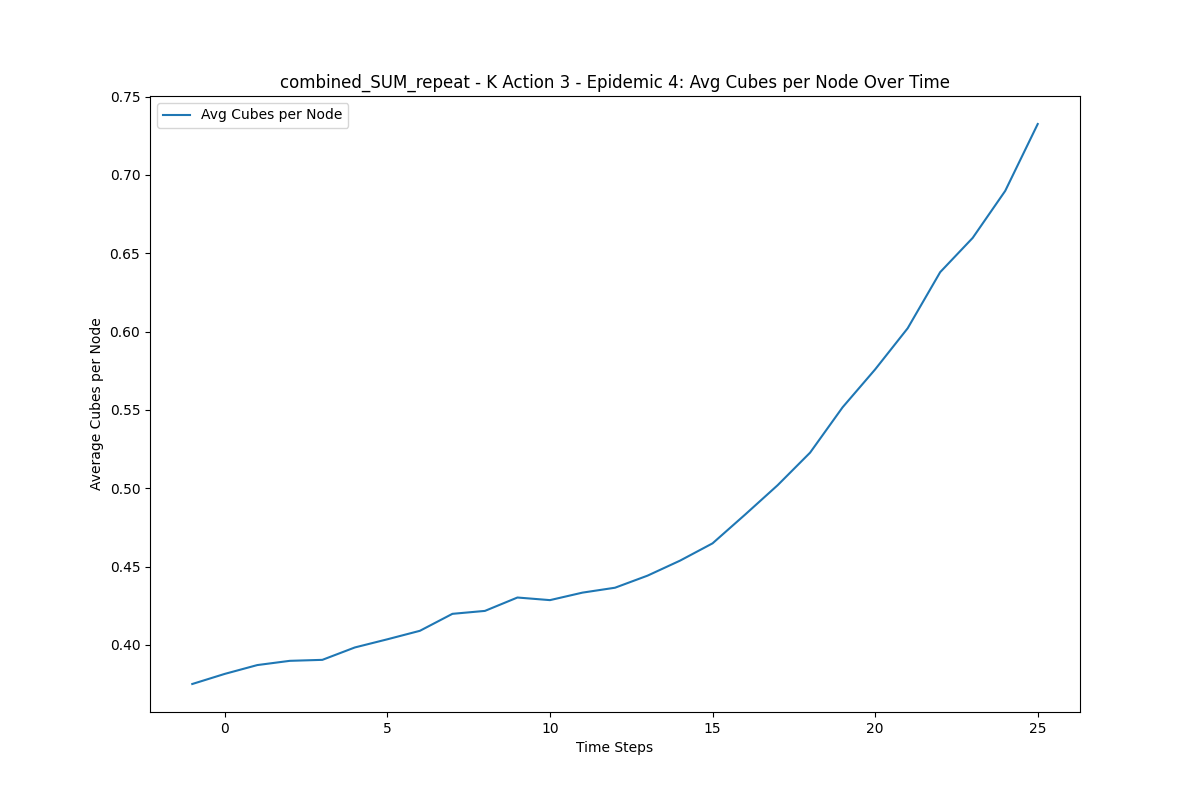 combined_SUM_repeat - K Action 3 - Epidemic 4: Avg Cubes per Node Over Time
Avg Cubes per Node
Average Cubes per Node
0.75
0.70
0.65
0.60
0.55
0.50
0.45
0.40
0 5 10 15 20 25
Time Steps